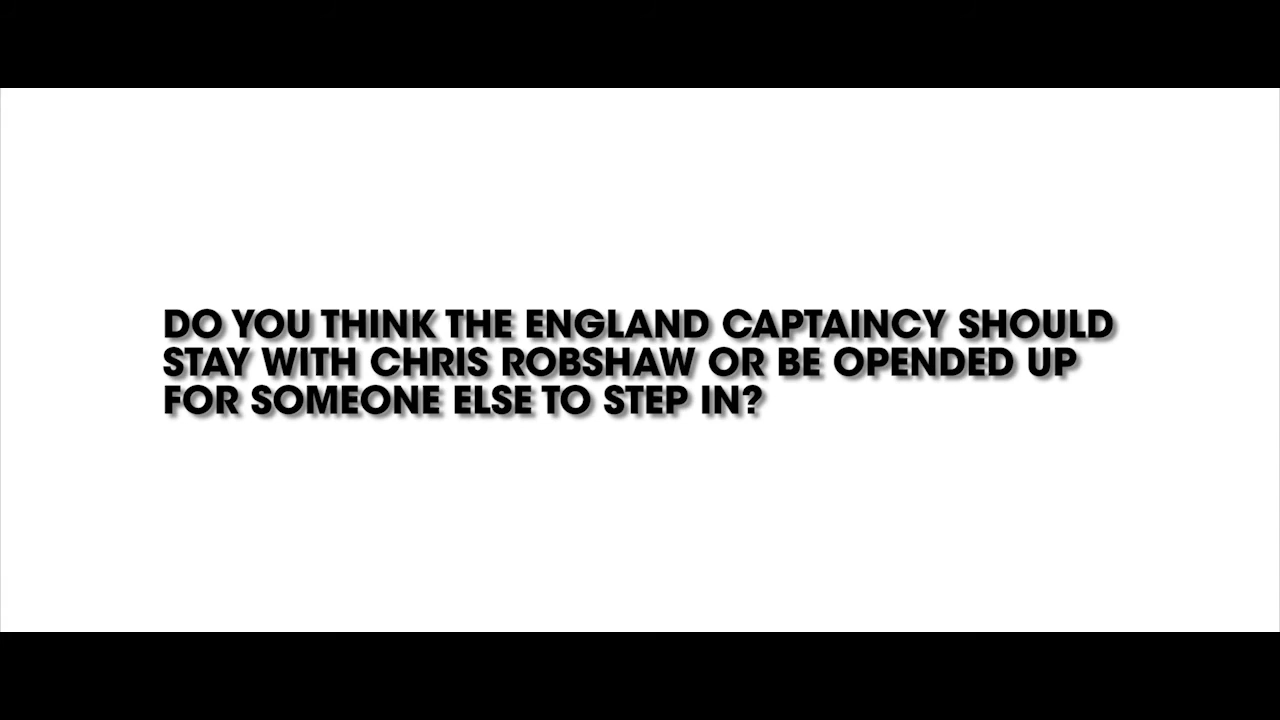 DO YOU THINK THE ENGLAND CAPTAINCY SHOULD
STAY WITH CHRIS ROBSHAW OR BE OPENDED UP
FOR SOMEONE ELSE TO STEP IN?